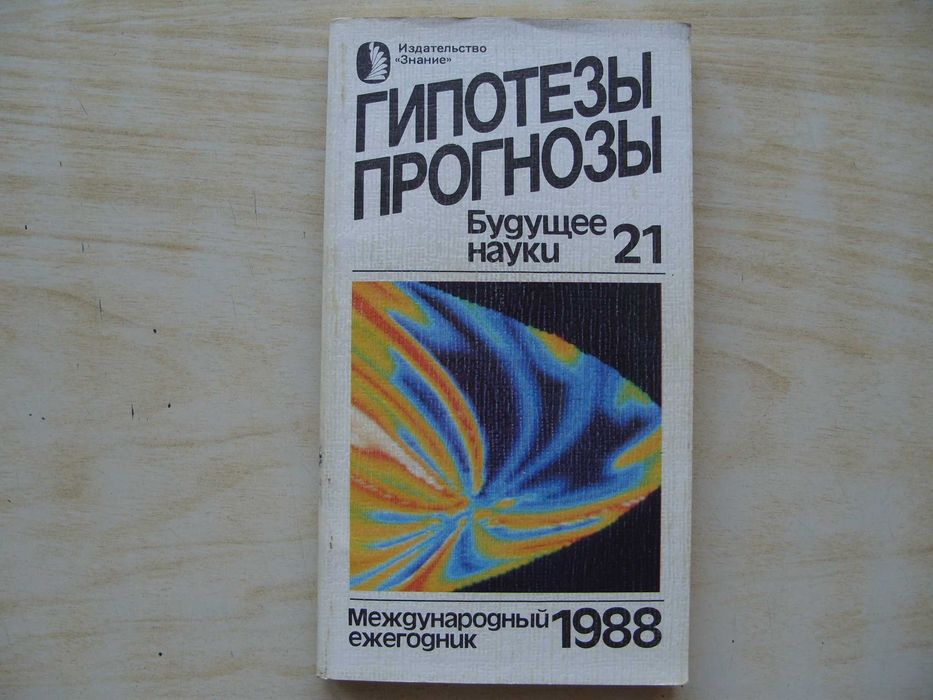 Издательство
«Знание»
ГИПОТЕЗЫ
ПРОГНОЗЫ
Будущее
науки 21
Международный
ежегодник 1988